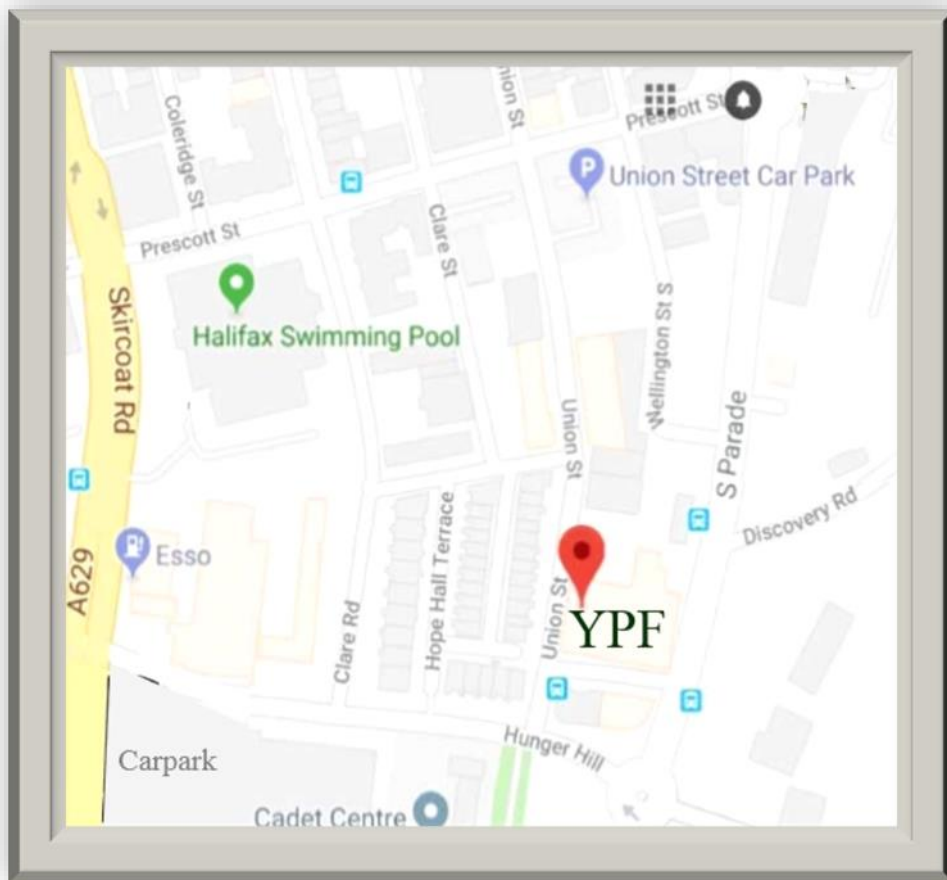 Coleridge St
nion St
Prescott St
P
Union Street Car Park
Prescott St
Clare St
Halifax Swimming Pool
Skircoat Rd
Wellington St S
Union St
S Parade
Discovery Rd
Esso
A629
Hope Hall Terrace
Union St
YPF
Clare Rd
Hunger Hill
Carpark
Cadet Centre